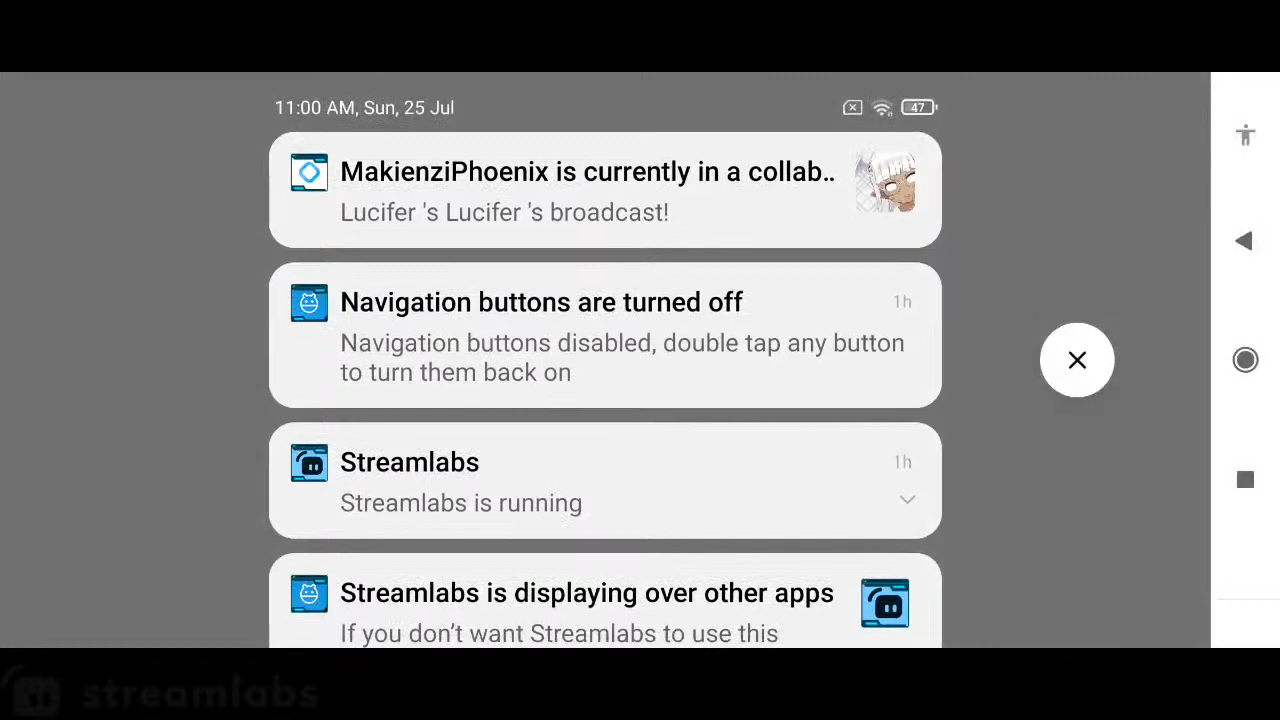 11:00 AM, Sun, 25 Jul
47
MakienziPhoenix is currently in a collab..
Lucifer 's Lucifer 's broadcast!
Navigation buttons are turned off
1h
Navigation buttons disabled, double tap any button
to turn them back on
Streamlabs
1h
Streamlabs is running
Streamlabs is displaying over other apps
If you don’t want Streamlabs to use this
streamlabs